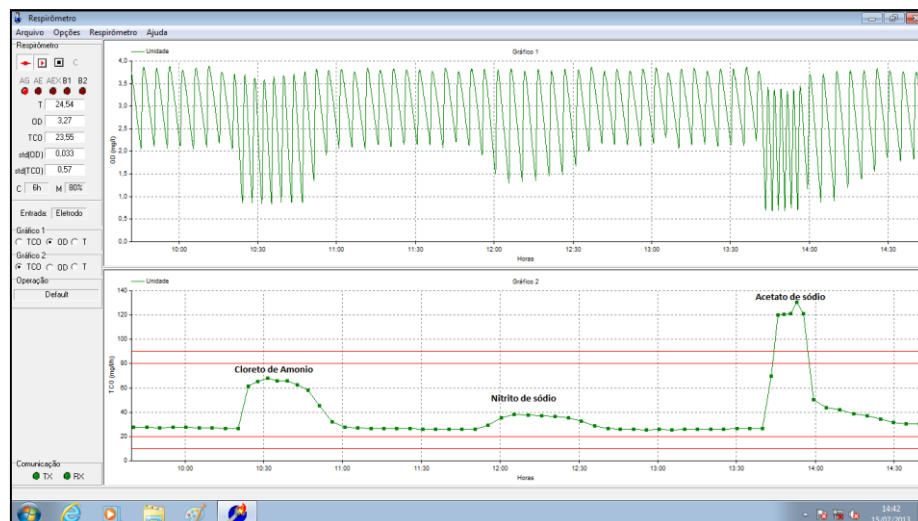 Respirômetro
Arquivo Opções Respirômetro Ajuda
Respirômetro
C
AG AE AEX B1 B2
T 24,54
OD 3,27
TCO 23,55
std(OD) 0,033
std(TCO) 0,57
C 6h M 80%
Entrada: Eletrodo
Gráfico 1
TCO OD T
Gráfico 2
TCO OD T
Operação
Default
Comunicação
TX RX
Unidade
Gráfico 1
OD (mg/l)
4,0
3,5
3,0
2,5
2,0
1,5
1,0
0,5
0,0
10:00 10:30 11:00 11:30 12:00 12:30 13:00 13:30 14:00 14:30
Horas
Unidade
Gráfico 2
TCO (mg/l/h)
140
120
100
80
60
40
20
0
Cloreto de Amonio
Nitrito de sódio
Acetato de sódio
10:00 10:30 11:00 11:30 12:00 12:30 13:00 13:30 14:00 14:30
Horas
14:42
15/07/2013